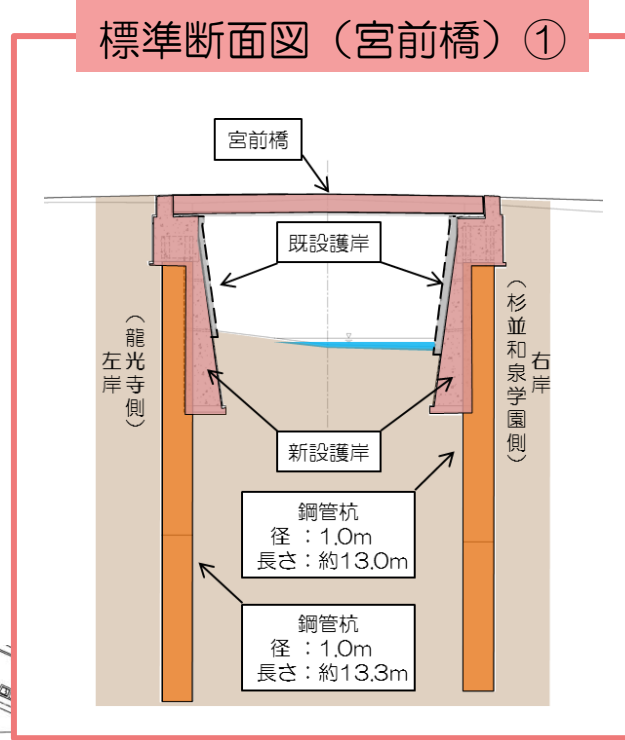 標準断面図（宮前橋）①
宮前橋
既設護岸
左岸
（龍光寺側）
右岸
（杉並和泉学園側）
新設護岸
鋼管杭
径：1.0m
長さ：約13.0m
鋼管杭
径：1.0m
長さ：約13.3m